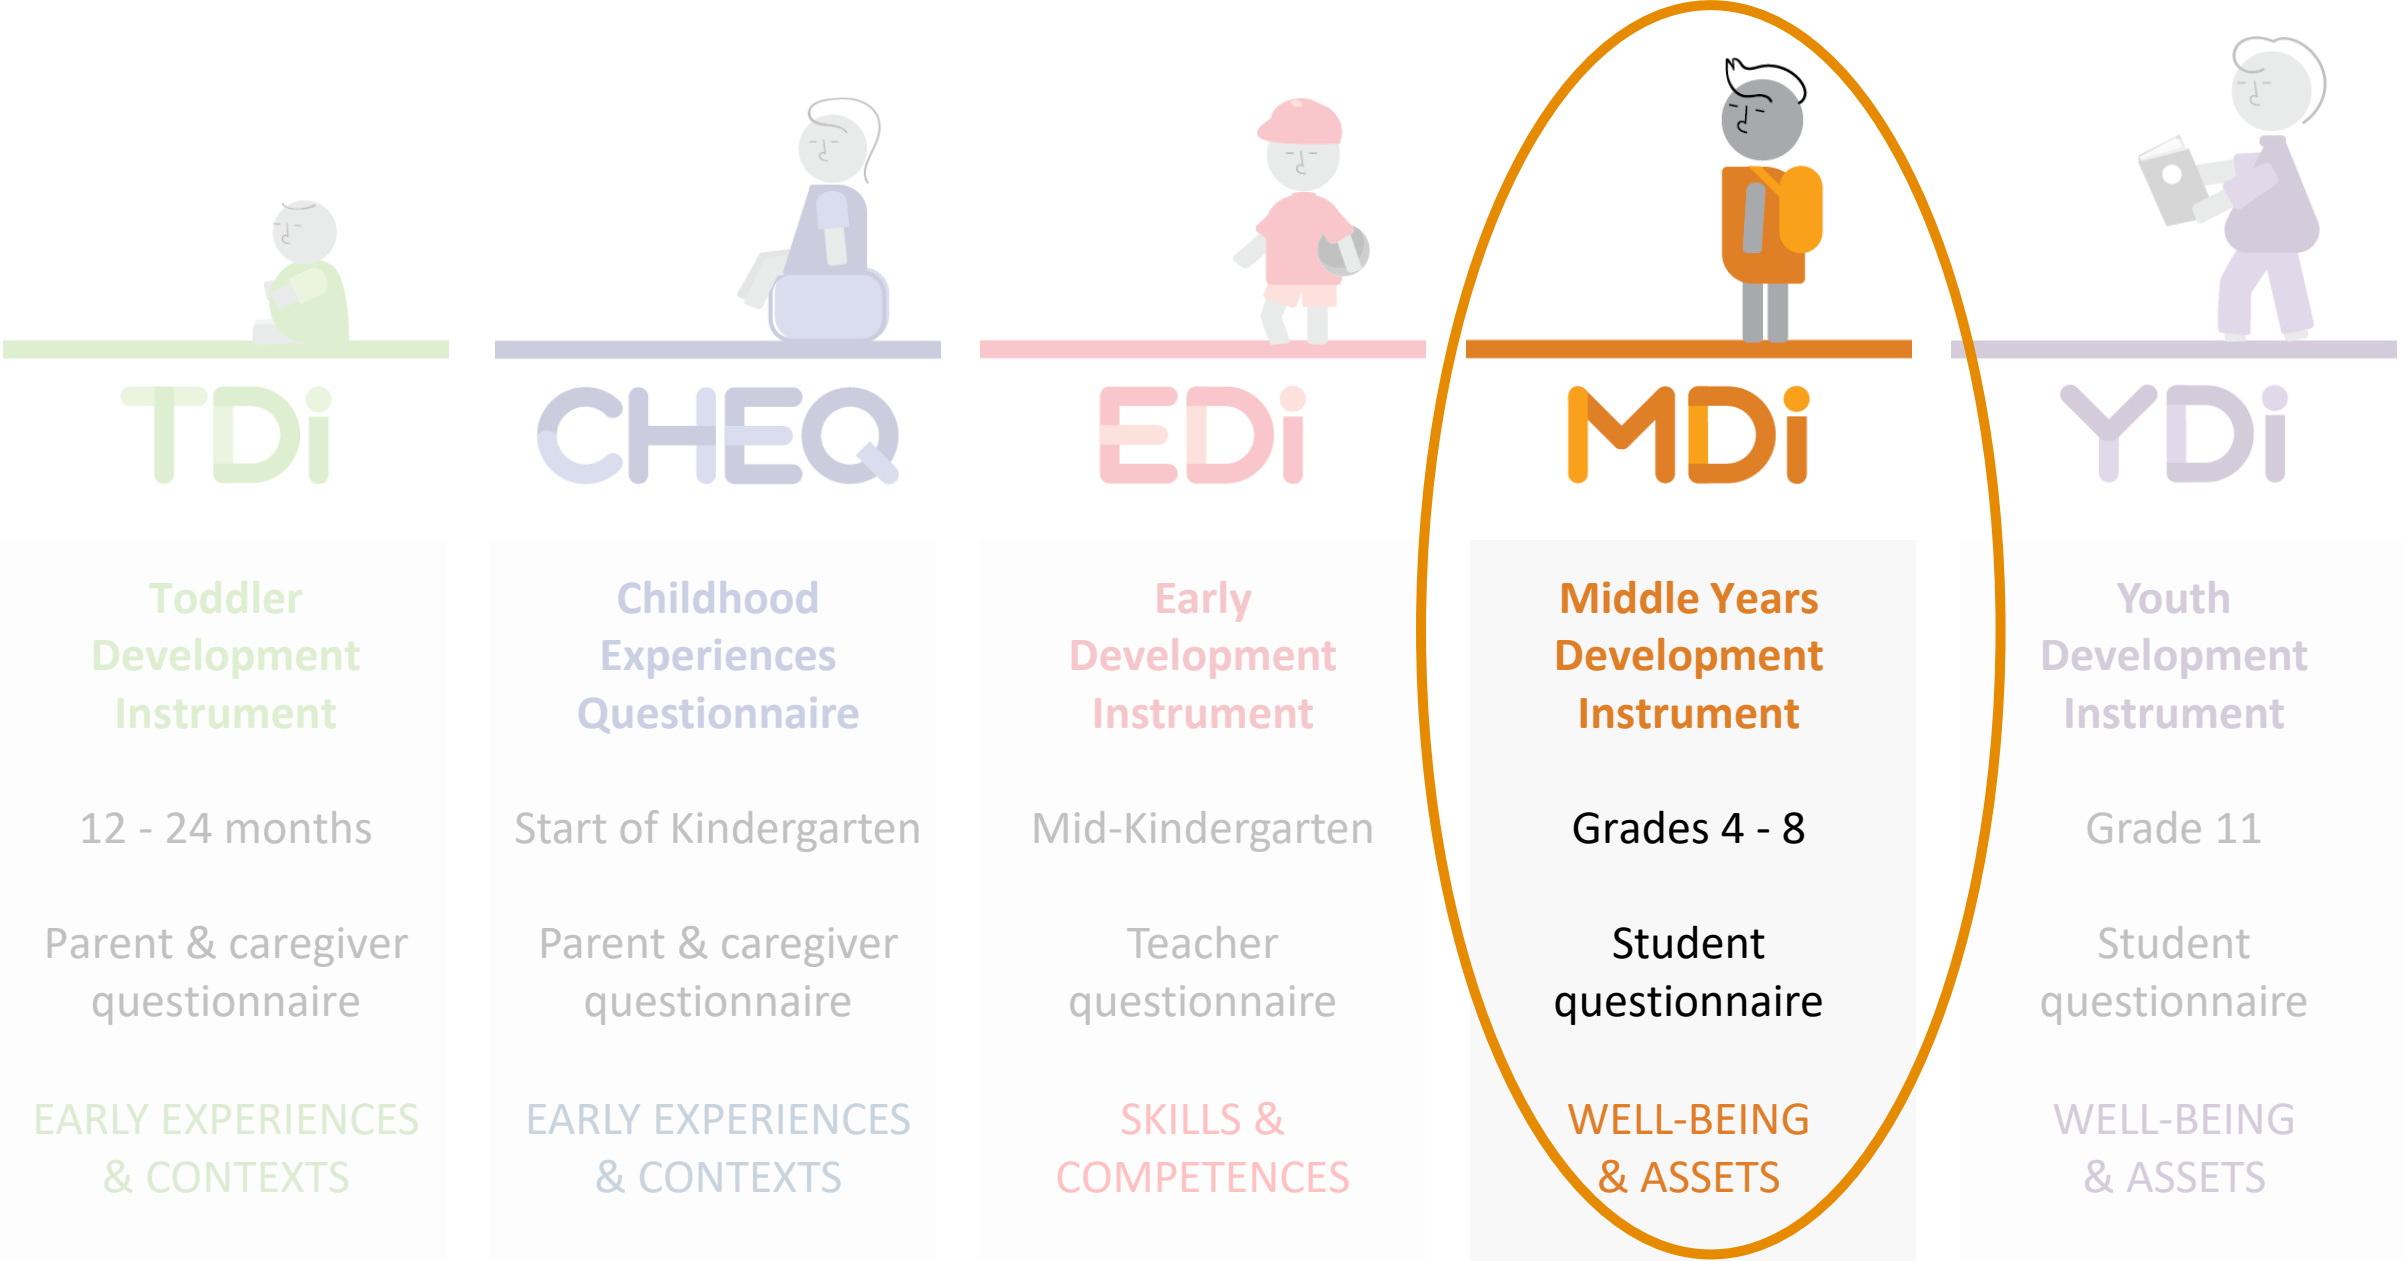 TDi
CHEQ
EDi
MDi
YDi
Toddler
Development
Instrument
12 - 24 months
Parent & caregiver
questionnaire
EARLY EXPERIENCES
& CONTEXTS
Childhood
Experiences
Questionnaire
Start of Kindergarten
Parent & caregiver
questionnaire
EARLY EXPERIENCES
& CONTEXTS
Early
Development
Instrument
Mid-Kindergarten
Teacher
questionnaire
SKILLS &
COMPETENCES
Middle Years
Development
Instrument
Grades 4 - 8
Student
questionnaire
WELL-BEING
& ASSETS
Youth
Development
Instrument
Grade 11
Student
questionnaire
WELL-BEING
& ASSETS